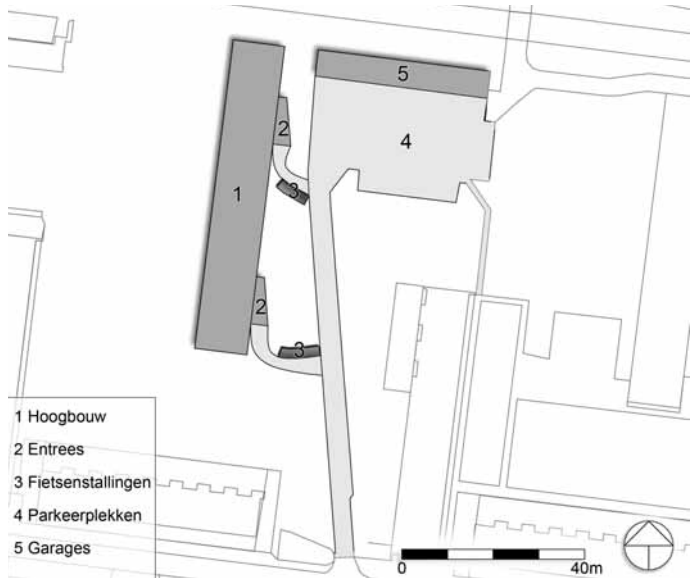 5
2
4
3
1
2
3
1 Hoogbouw
2 Entrees
3 Fietsenstallingen
4 Parkeerplekken
5 Garages
0 40m